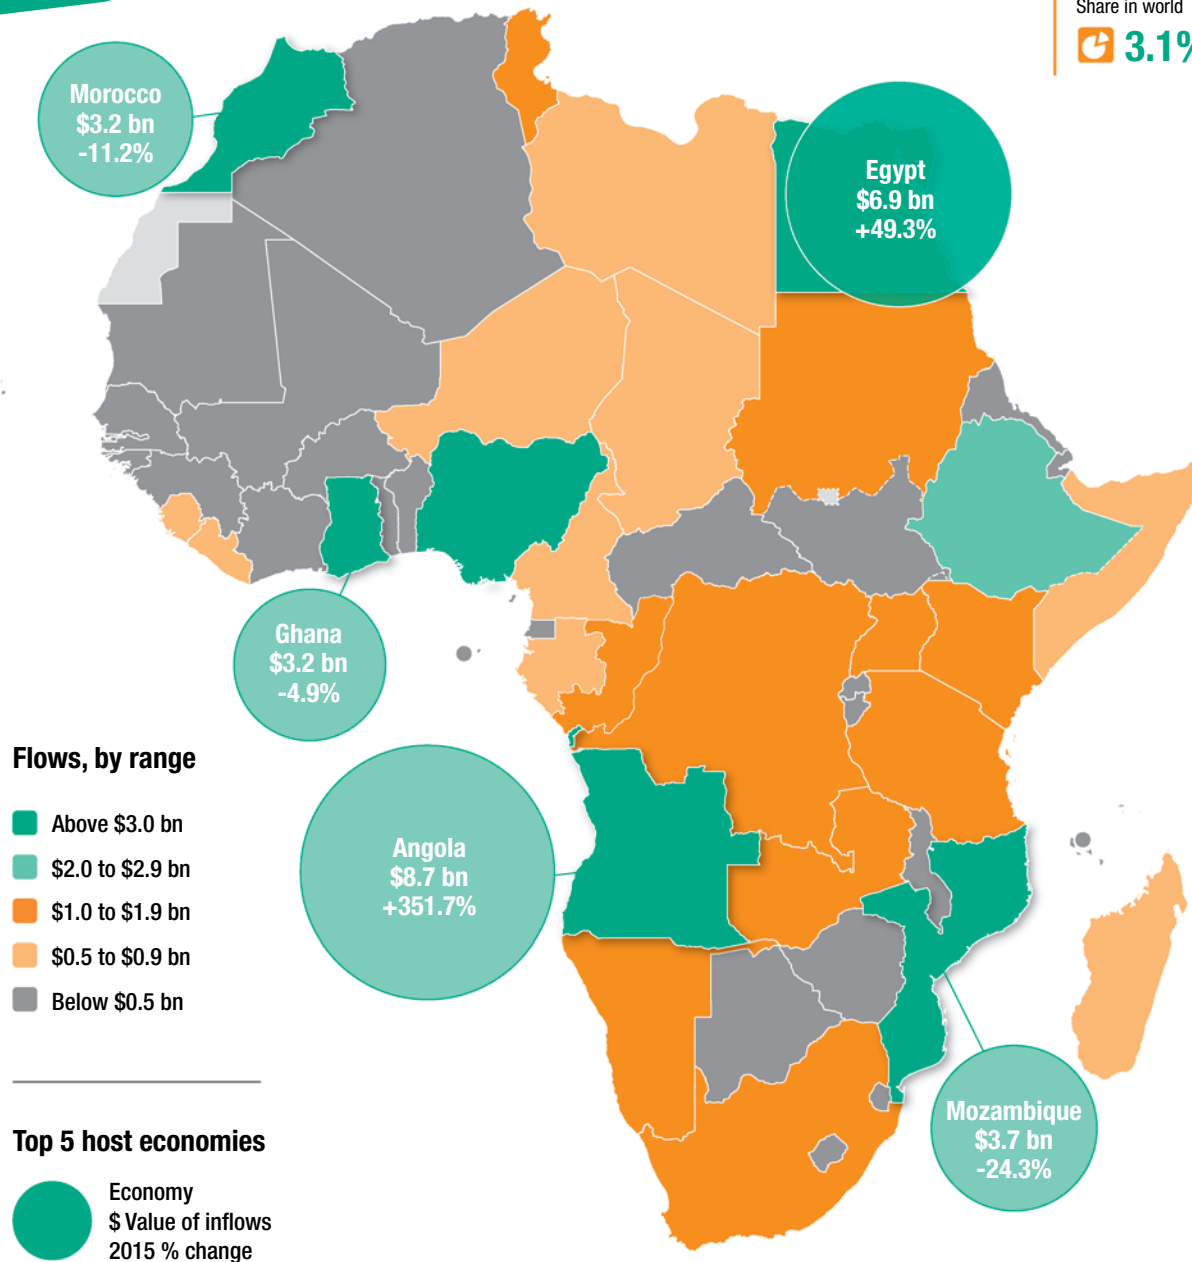 Share in world
3.1%
Morocco
$3.2 bn
-11.2%
Egypt
$6.9 bn
+49.3%
Ghana
$3.2 bn
-4.9%
Angola
$8.7 bn
+351.7%
Mozambique
$3.7 bn
-24.3%
Flows, by range
Above $3.0 bn
$2.0 to $2.9 bn
$1.0 to $1.9 bn
$0.5 to $0.9 bn
Below $0.5 bn
Top 5 host economies
Economy
$ Value of inflows
2015 % change